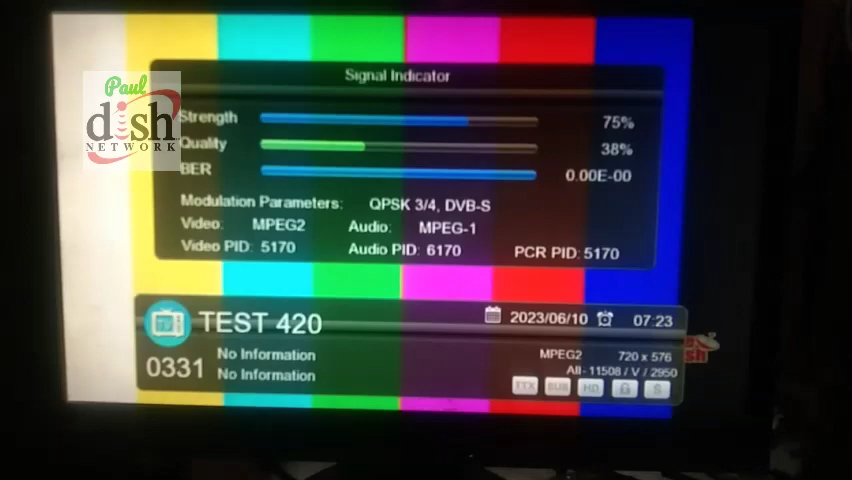 Signal Indicator
Paul
dish
NETWORK
Strength 75%
Quality 38%
BER 0.00E-00
Modulation Parameters: QPSK 3/4, DVB-S
Video: MPEG2 Audio: MPEG-1
Video PID: 5170 Audio PID: 6170 PCR PID: 5170
TEST 420 2023/06/10 07:23
TV
0331 No Information MPEG2 720 x 576
No Information All - 11508 / V / 2950
TTX SUB HD S